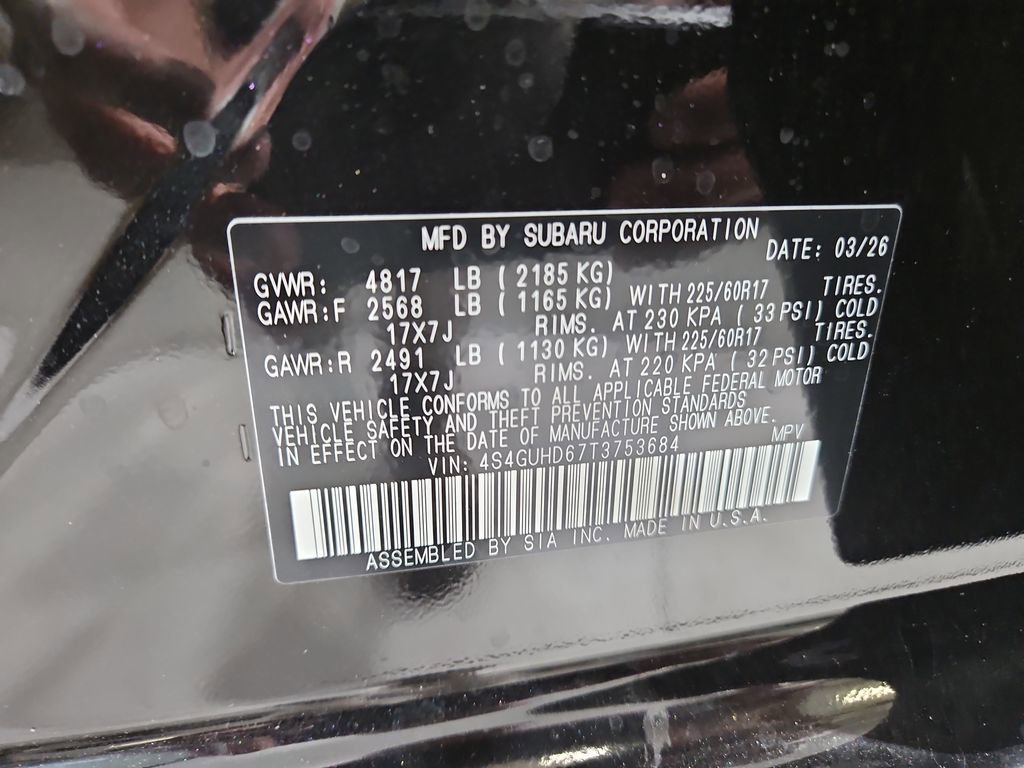 MFD BY SUBARU CORPORATION
DATE: 03/26
GVWR: 4817 LB ( 2185 KG)
GAWR:F 2568 LB ( 1165 KG) WITH 225/60R17 TIRES.
17X7J RIMS. AT 230 KPA ( 33 PSI) COLD
GAWR:R 2491 LB ( 1130 KG) WITH 225/60R17 TIRES.
17X7J RIMS. AT 220 KPA ( 32 PSI) COLD
THIS VEHICLE CONFORMS TO ALL APPLICABLE FEDERAL MOTOR
VEHICLE SAFETY AND THEFT PREVENTION STANDARDS
IN EFFECT ON THE DATE OF MANUFACTURE SHOWN ABOVE.
VIN: 4S4GUHD67T3753684 MPV
ASSEMBLED BY SIA INC. MADE IN U.S.A.